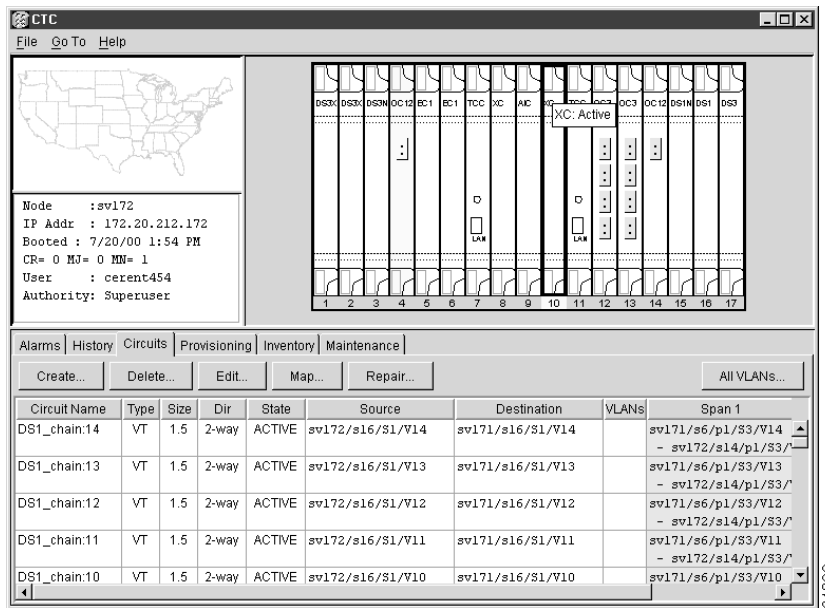 CTC
File Go To Help
DS3X DS3X DS3N OC12 EC1 EC1 TCC XC AIC XC TCC OC3 OC3 OC12 DS1N DS1 DS3
XC: Active
LAN LAN
1 2 3 4 5 6 7 8 9 10 11 12 13 14 15 16 17
Node :sv172
IP Addr : 172.20.212.172
Booted : 7/20/00 1:54 PM
CR= 0 MJ= 0 MN= 1
User : cerent454
Authority: Superuser
Alarms History Circuits Provisioning Inventory Maintenance
Create... Delete... Edit... Map... Repair... All VLANs...
Circuit Name Type Size Dir State Source Destination VLANs Span 1
DS1_chain:14 VT 1.5 2-way ACTIVE sv172/s16/S1/V14 sv171/s16/S1/V14 sv171/s6/p1/S3/V14
- sv172/s14/p1/S3/
DS1_chain:13 VT 1.5 2-way ACTIVE sv172/s16/S1/V13 sv171/s16/S1/V13 sv171/s6/p1/S3/V13
- sv172/s14/p1/S3/
DS1_chain:12 VT 1.5 2-way ACTIVE sv172/s16/S1/V12 sv171/s16/S1/V12 sv171/s6/p1/S3/V12
- sv172/s14/p1/S3/
DS1_chain:11 VT 1.5 2-way ACTIVE sv172/s16/S1/V11 sv171/s16/S1/V11 sv171/s6/p1/S3/V11
- sv172/s14/p1/S3/
DS1_chain:10 VT 1.5 2-way ACTIVE sv172/s16/S1/V10 sv171/s16/S1/V10 sv171/s6/p1/S3/V10